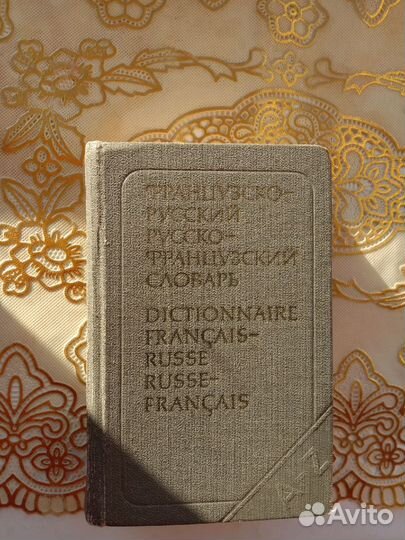 ФРАНЦУЗСКО-
РУССКИЙ
РУССКО-
ФРАНЦУЗСКИЙ
СЛОВАРЬ
DICTIONNAIRE
FRANÇAIS-
RUSSE
RUSSE-
FRANÇAIS
A-Z
Avito